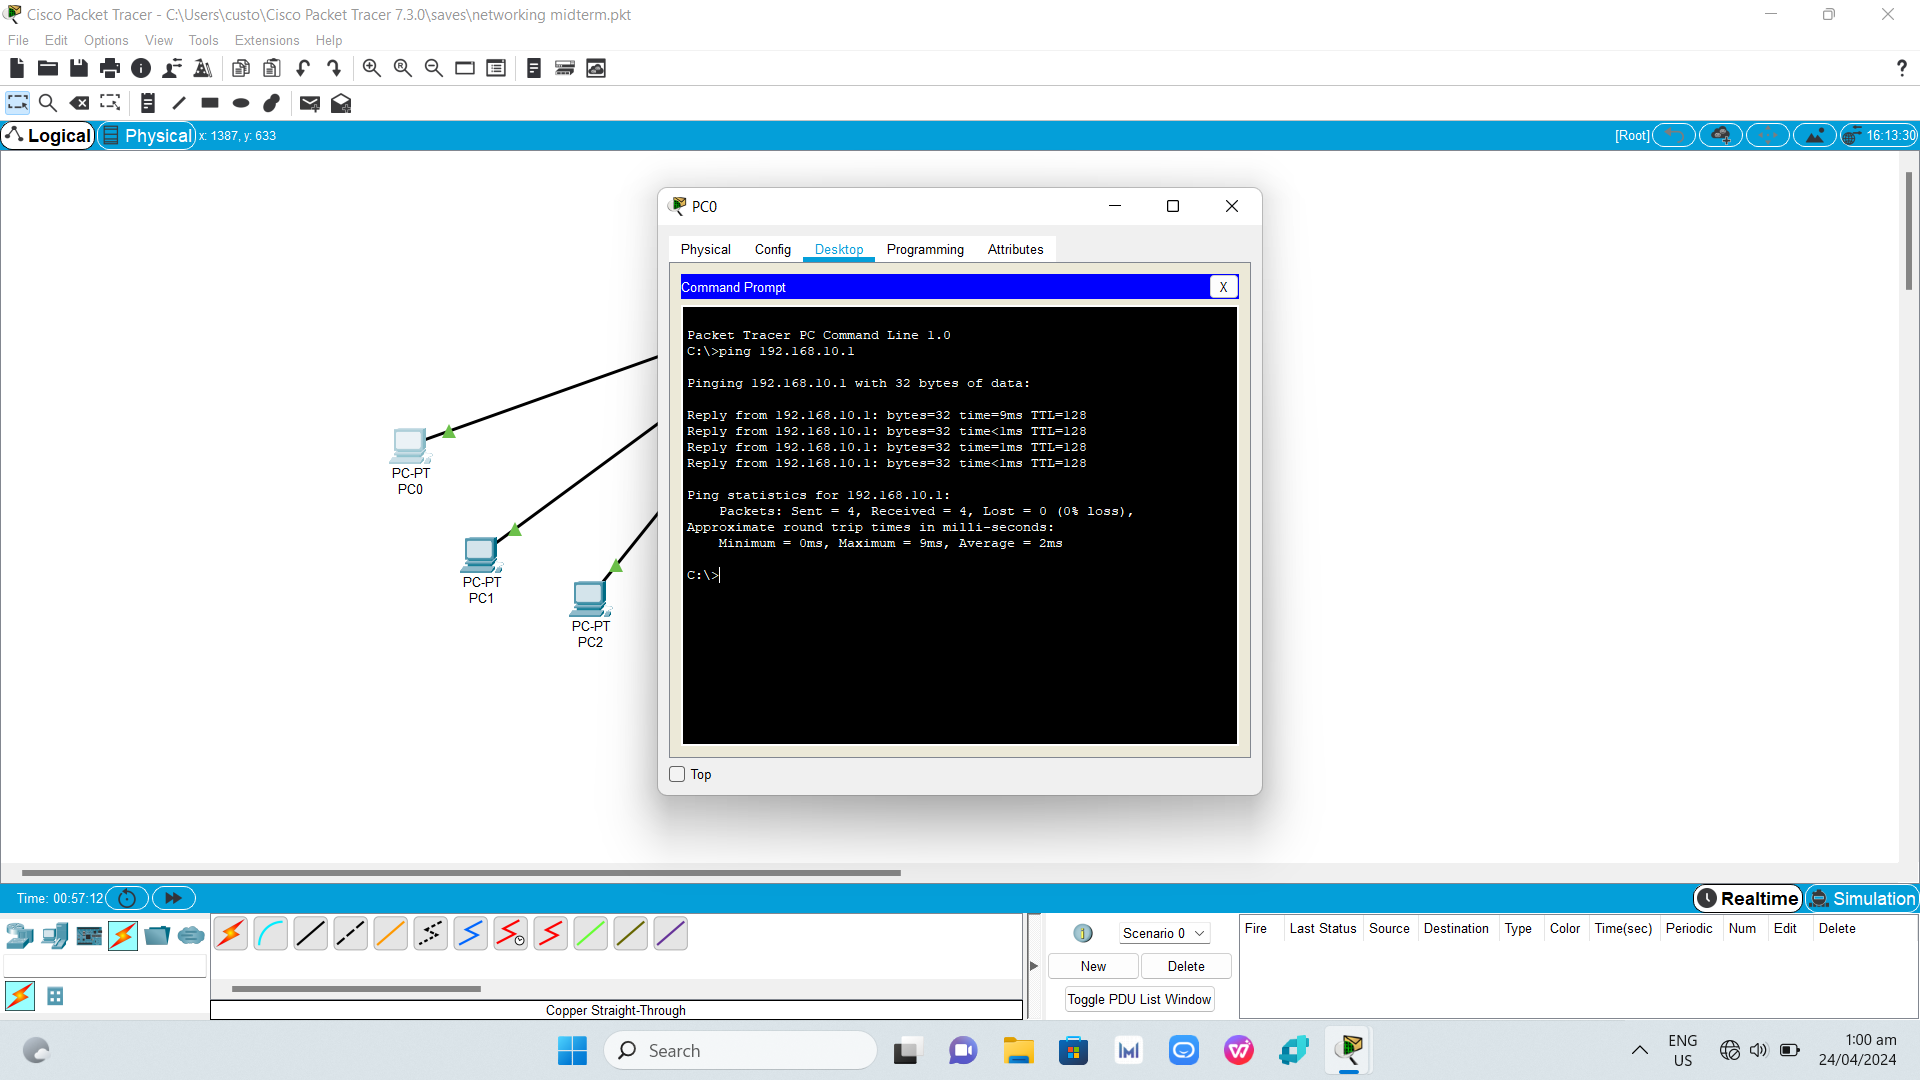 Cisco Packet Tracer - C:\Users\custo\Cisco Packet Tracer 7.3.0\saves\networking midterm.pkt
File Edit Options View Tools Extensions Help
?
Logical Physical x: 1387, y: 633 [Root] 16:13:30
PC0
Physical Config Desktop Programming Attributes
Command Prompt X
Packet Tracer PC Command Line 1.0
C:\>ping 192.168.10.1
Pinging 192.168.10.1 with 32 bytes of data:
Reply from 192.168.10.1: bytes=32 time=9ms TTL=128
Reply from 192.168.10.1: bytes=32 time<1ms TTL=128
Reply from 192.168.10.1: bytes=32 time=1ms TTL=128
Reply from 192.168.10.1: bytes=32 time<1ms TTL=128
Ping statistics for 192.168.10.1:
Packets: Sent = 4, Received = 4, Lost = 0 (0% loss),
Approximate round trip times in milli-seconds:
Minimum = 0ms, Maximum = 9ms, Average = 2ms
C:\>
Top
PC-PT
PC0
PC-PT
PC1
PC-PT
PC2
Time: 00:57:12 Realtime Simulation
Scenario 0
New Delete
Toggle PDU List Window
Fire Last Status Source Destination Type Color Time(sec) Periodic Num Edit Delete
Copper Straight-Through
Search
ENG
US
1:00 am
24/04/2024